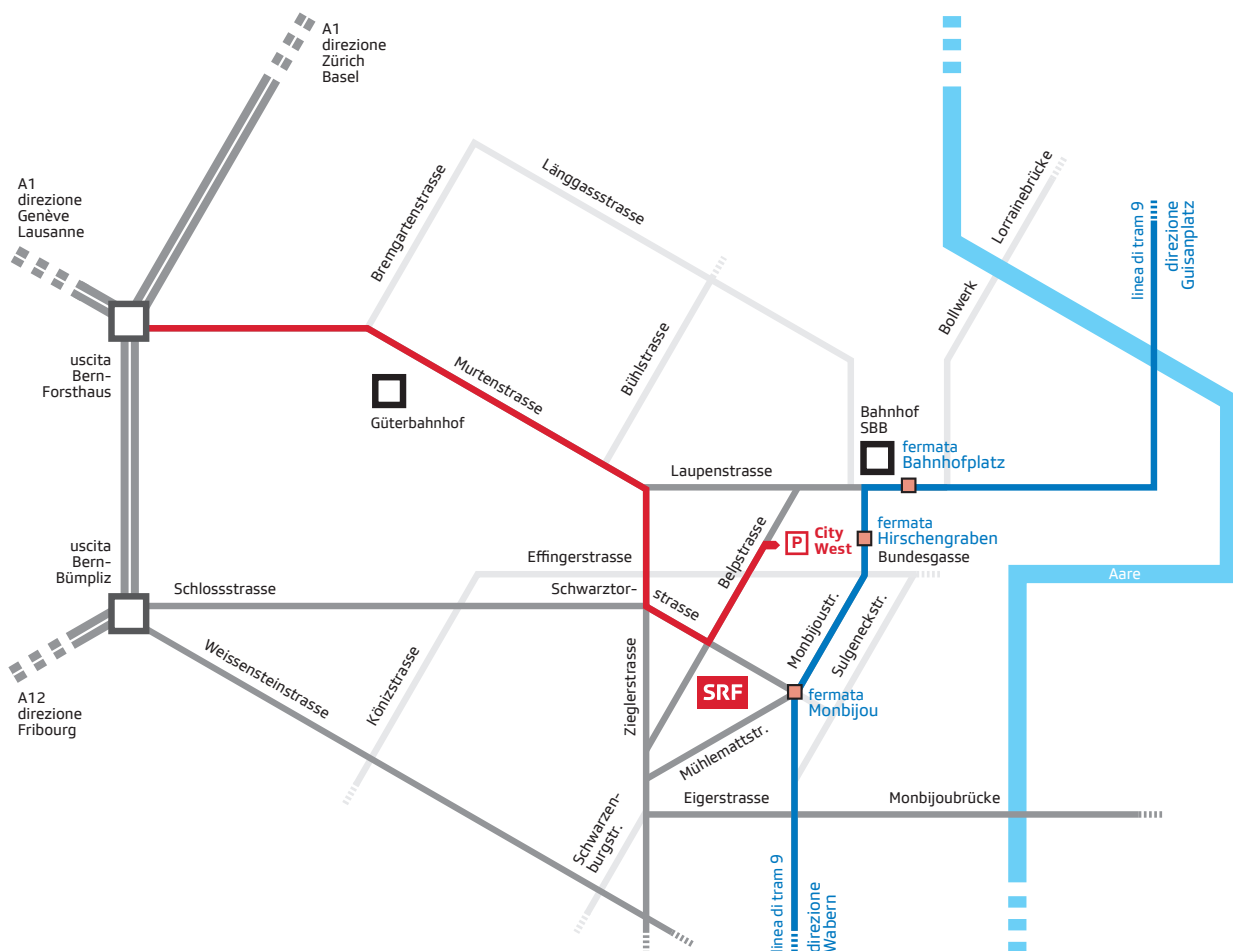 A1
direzione
Zürich
Basel
A1
direzione
Genève
Lausanne
Bremgartenstrasse
Länggassstrasse
Lorrainebrücke
linea di tram 9
direzione
Guisanplatz
Bollwerk
Bühlstrasse
Murtenstrasse
uscita
Bern-
Forsthaus
Güterbahnhof
Bahnhof
SBB
fermata
Bahnhofplatz
Laupenstrasse
fermata
Hirschengraben
Bundesgasse
P
City
West
Belpstrasse
Effingerstrasse
Aare
uscita
Bern-
Bümpliz
Schlossstrasse
Schwarztor-
strasse
Monbijoustr.
Sulgeneckstr.
Weissensteinstrasse
Könizstrasse
Zieglerstrasse
SRF
fermata
Monbijou
A12
direzione
Fribourg
Mühlemattstr.
Eigerstrasse
Monbijoubrücke
Schwarzen-
burgstr.
linea di tram 9
direzione
Wabern